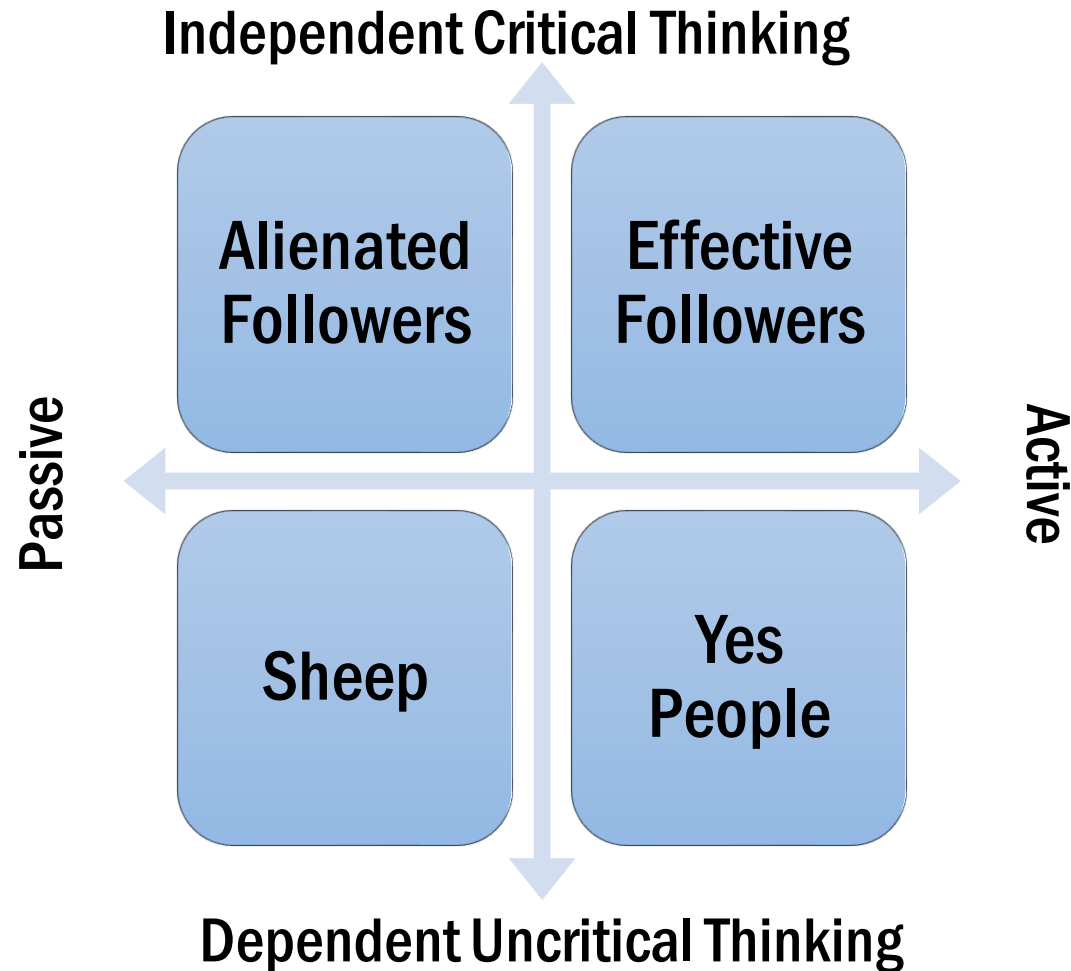 Independent Critical Thinking
Alienated
Followers
Effective
Followers
Passive
Active
Sheep
Yes
People
Dependent Uncritical Thinking